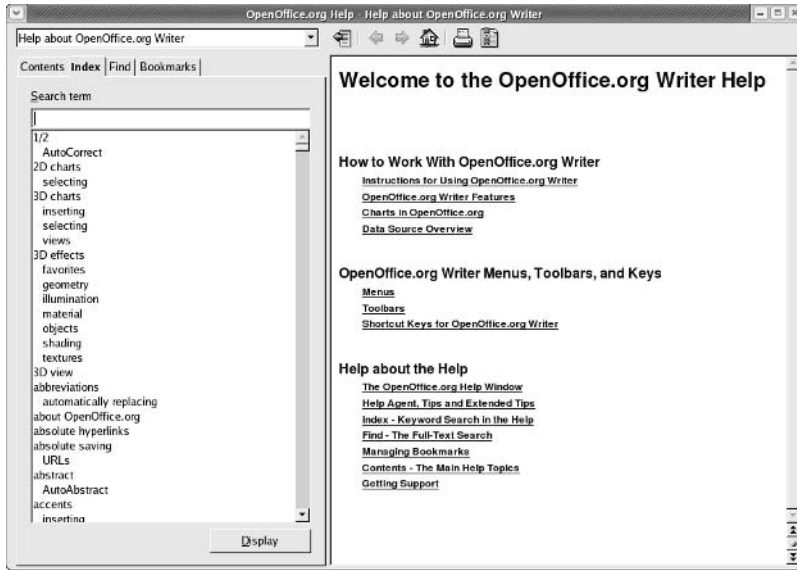 OpenOffice.org Help - Help about OpenOffice.org Writer
Help about OpenOffice.org Writer
Contents Index Find Bookmarks
Search term
1/2
AutoCorrect
2D charts
selecting
3D charts
inserting
selecting
views
3D effects
favorites
geometry
illumination
material
objects
shading
textures
3D view
abbreviations
automatically replacing
about OpenOffice.org
absolute hyperlinks
absolute saving
URLs
abstract
AutoAbstract
accents
inserting
Display
Welcome to the OpenOffice.org Writer Help
How to Work With OpenOffice.org Writer
Instructions for Using OpenOffice.org Writer
OpenOffice.org Writer Features
Charts in OpenOffice.org
Data Source Overview
OpenOffice.org Writer Menus, Toolbars, and Keys
Menus
Toolbars
Shortcut Keys for OpenOffice.org Writer
Help about the Help
The OpenOffice.org Help Window
Help Agent, Tips and Extended Tips
Index - Keyword Search in the Help
Find - The Full-Text Search
Managing Bookmarks
Contents - The Main Help Topics
Getting Support